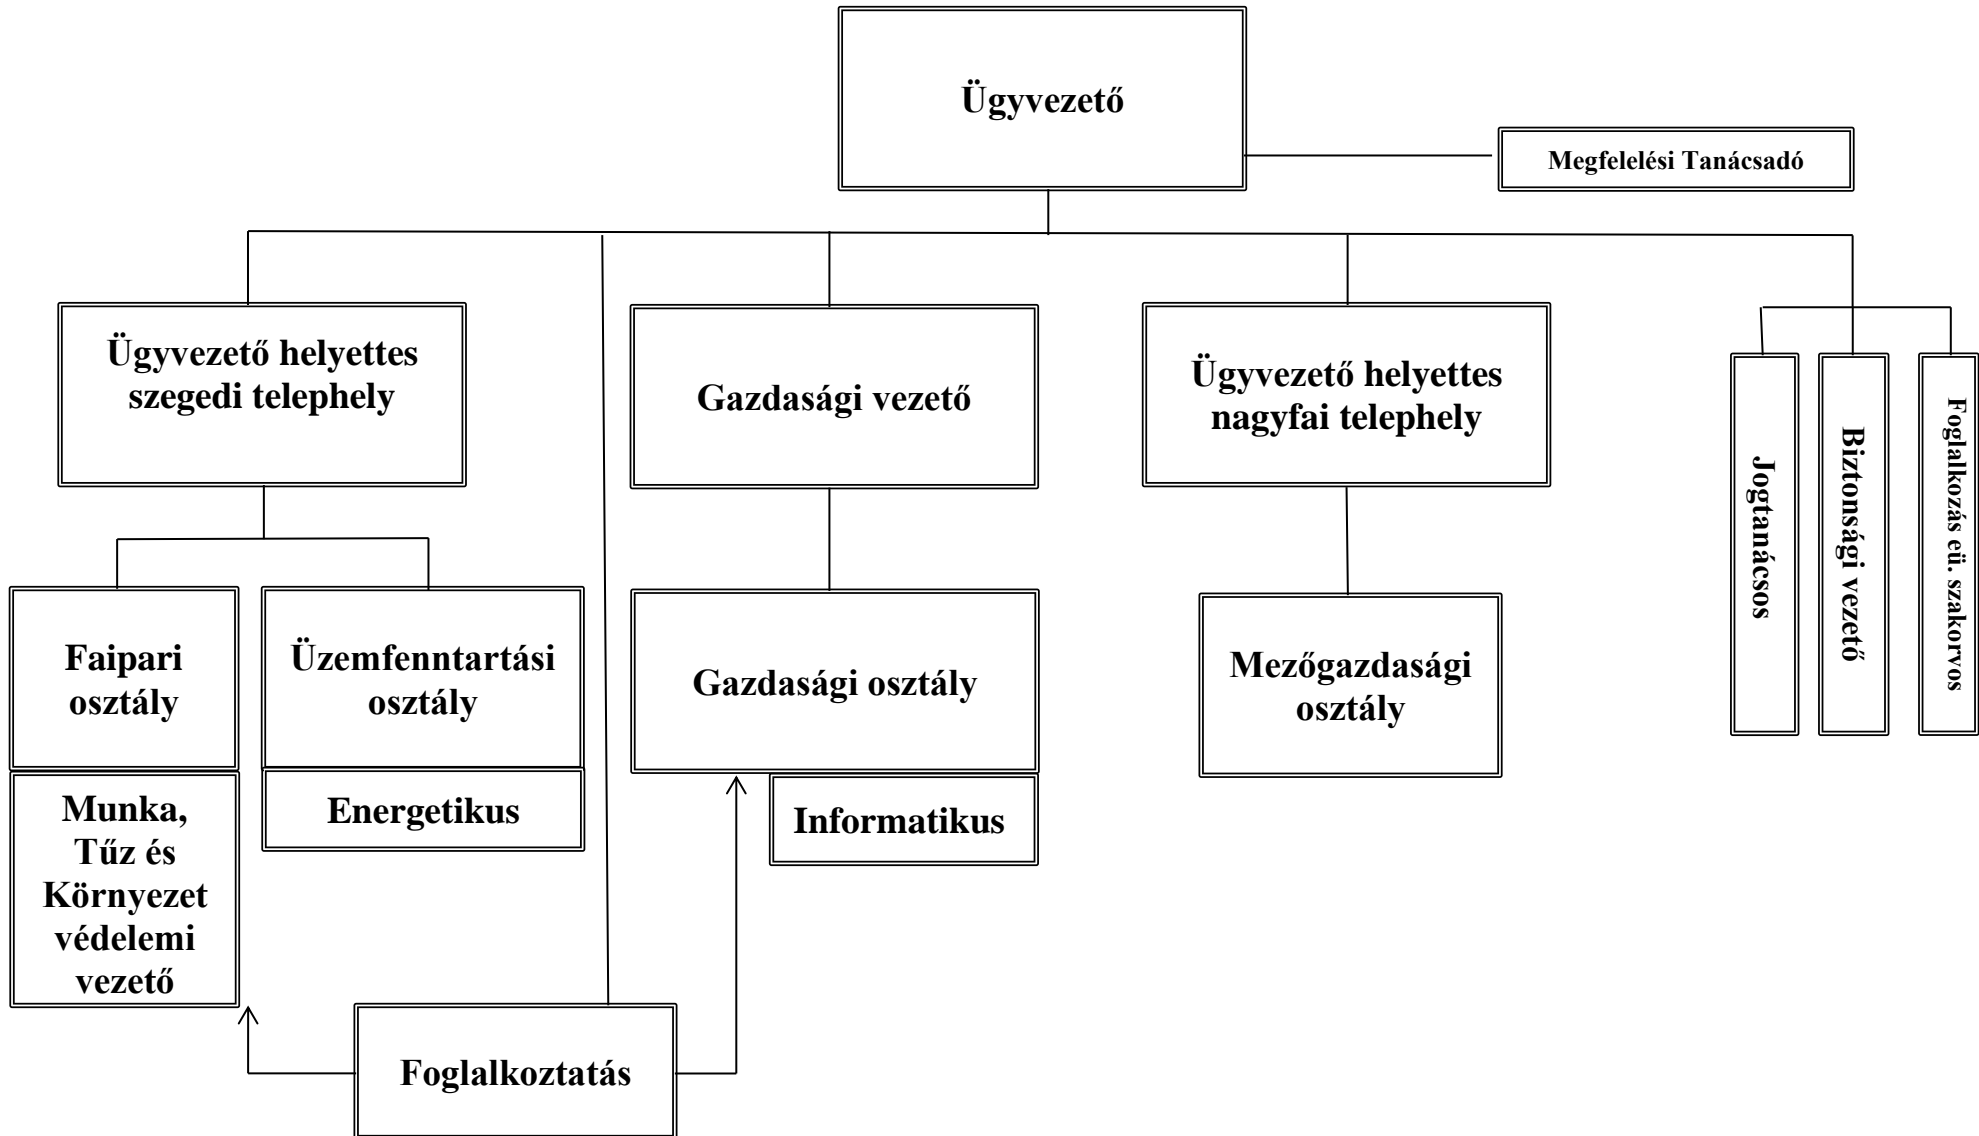 Ügyvezető
Megfelelési Tanácsadó
Ügyvezető helyettes
szegedi telephely
Gazdasági vezető
Ügyvezető helyettes
nagyfai telephely
Jogtanácsos
Biztonsági vezető
Foglalkozás eü. szakorvos
Faipari
osztály
Üzemfenntartási
osztály
Gazdasági osztály
Mezőgazdasági
osztály
Munka,
Tűz és
Környezet
védelemi
vezető
Energetikus
Informatikus
Foglalkoztatás